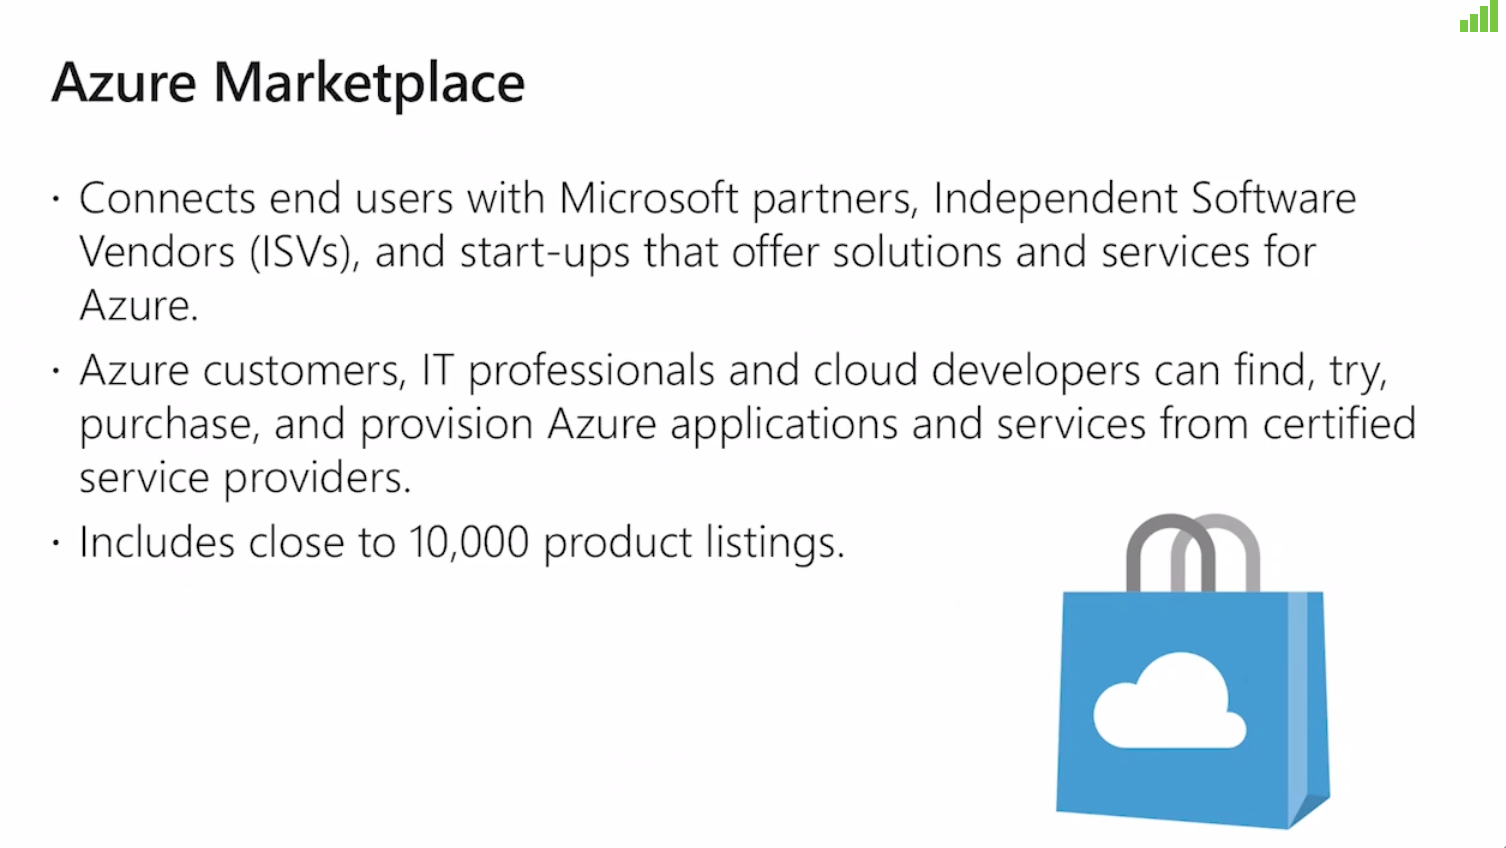 Azure Marketplace
· Connects end users with Microsoft partners, Independent Software
Vendors (ISVs), and start-ups that offer solutions and services for
Azure.
· Azure customers, IT professionals and cloud developers can find, try,
purchase, and provision Azure applications and services from certified
service providers.
· Includes close to 10,000 product listings.